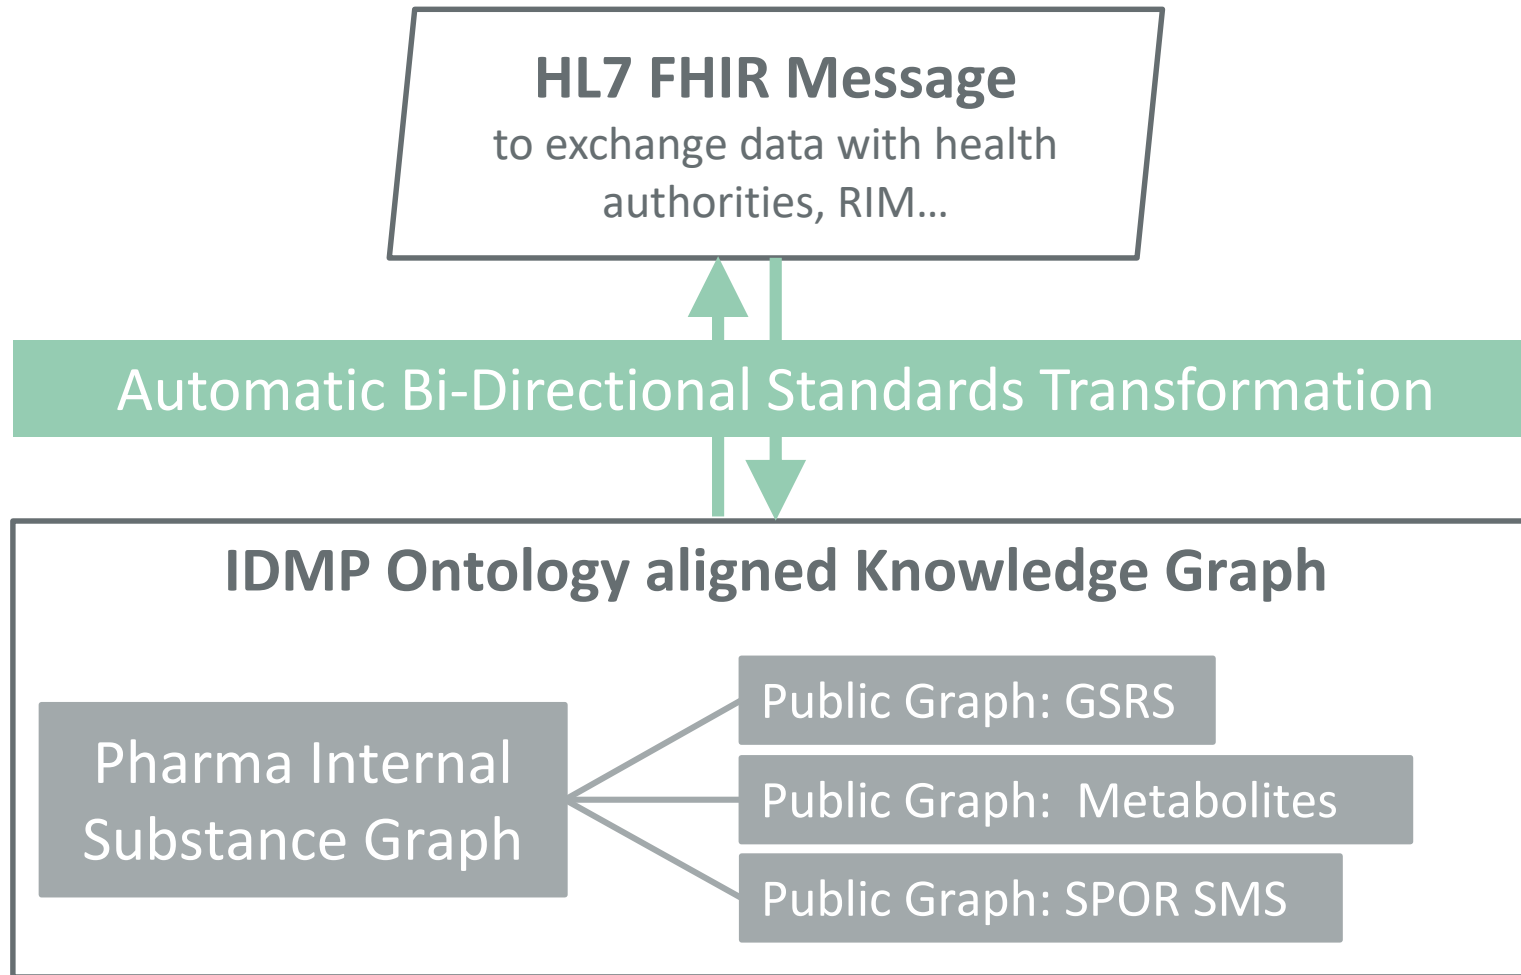 HL7 FHIR Message
to exchange data with health
authorities, RIM…
Automatic Bi-Directional Standards Transformation
IDMP Ontology aligned Knowledge Graph
Pharma Internal
Substance Graph
Public Graph: GSRS
Public Graph:  Metabolites
Public Graph: SPOR SMS